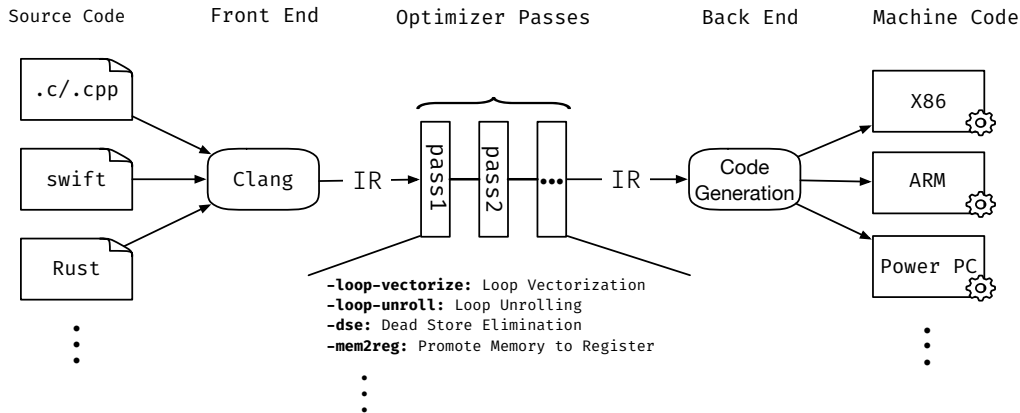 Source Code
Front End
Optimizer Passes
Back End
Machine Code
.c/.cpp
swift
Rust
Clang
IR
pass1
pass2
...
IR
Code
Generation
X86
ARM
Power PC
-loop-vectorize: Loop Vectorization
-loop-unroll: Loop Unrolling
-dse: Dead Store Elimination
-mem2reg: Promote Memory to Register